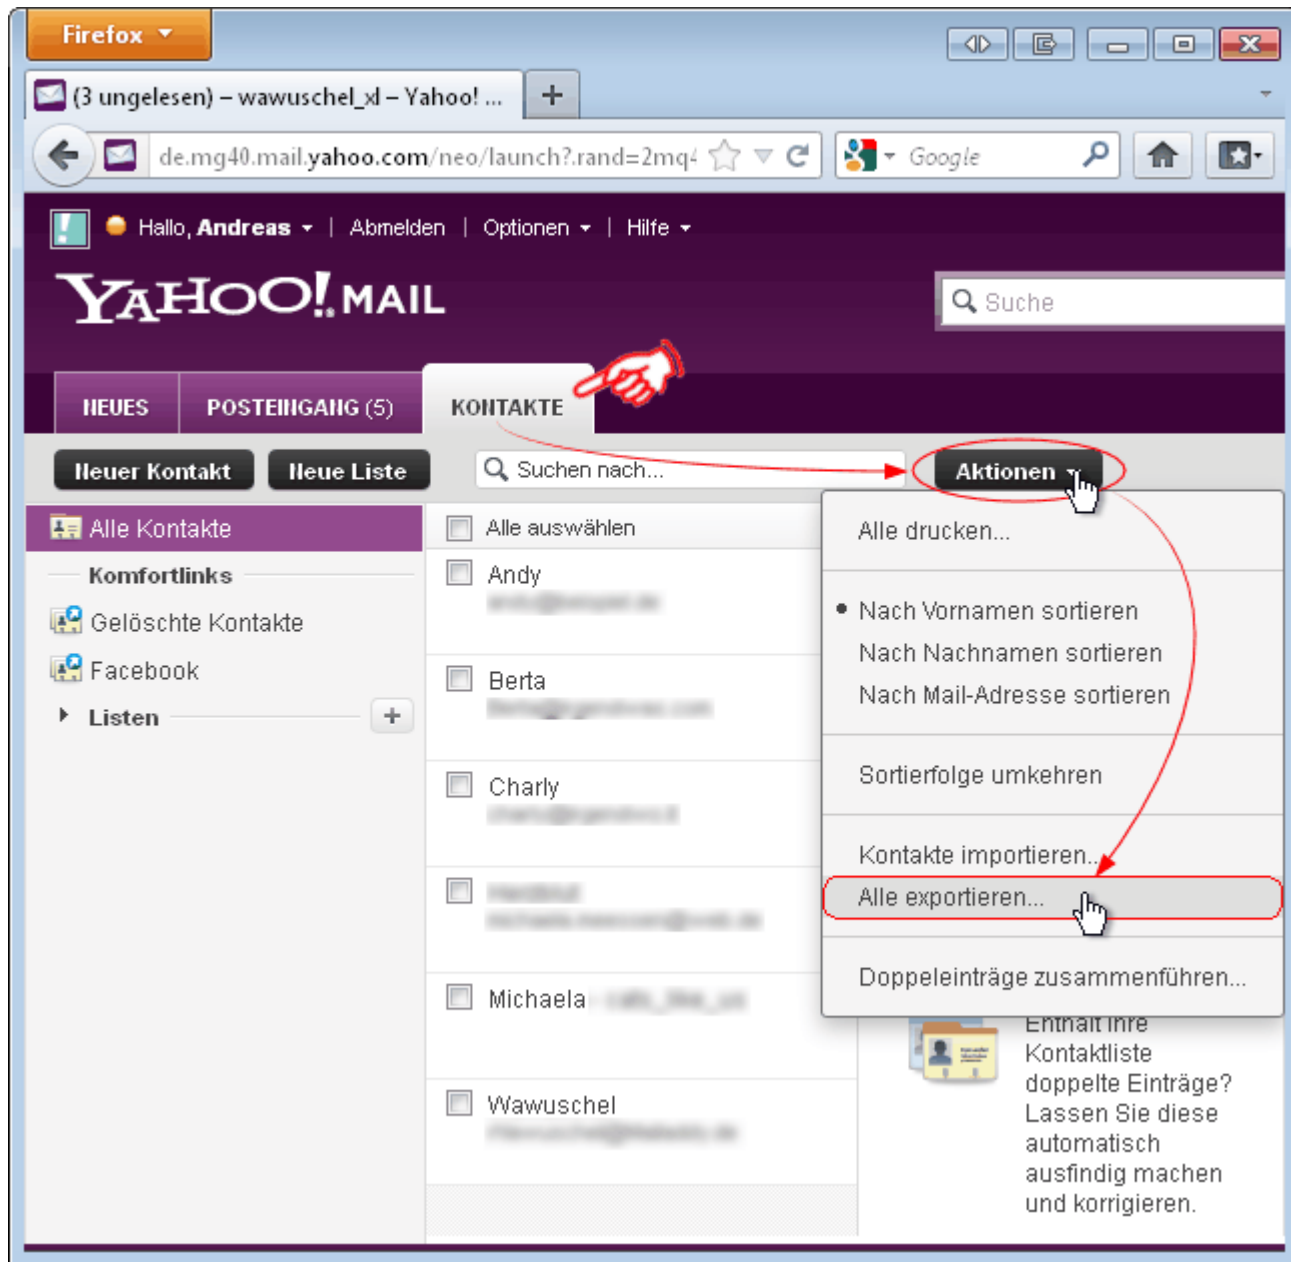 Firefox
(3 ungelesen) – wawuschel_xl – Yahoo! ...
de.mg40.mail.yahoo.com/neo/launch?.rand=2mq4
Google
Hallo, Andreas | Abmelden | Optionen | Hilfe
YAHOO! MAIL
Suche
NEUES
POSTEINGANG (5)
KONTAKTE
Neuer Kontakt
Neue Liste
Suchen nach...
Aktionen
Alle Kontakte
Komfortlinks
Gelöschte Kontakte
Facebook
Listen
Alle auswählen
Andy
Berta
Charly
Michaela
Wawuschel
Alle drucken...
Nach Vornamen sortieren
Nach Nachnamen sortieren
Nach Mail-Adresse sortieren
Sortierfolge umkehren
Kontakte importieren...
Alle exportieren...
Doppeleinträge zusammenführen...
Enthält Ihre
Kontaktliste
doppelte Einträge?
Lassen Sie diese
automatisch
ausfindig machen
und korrigieren.